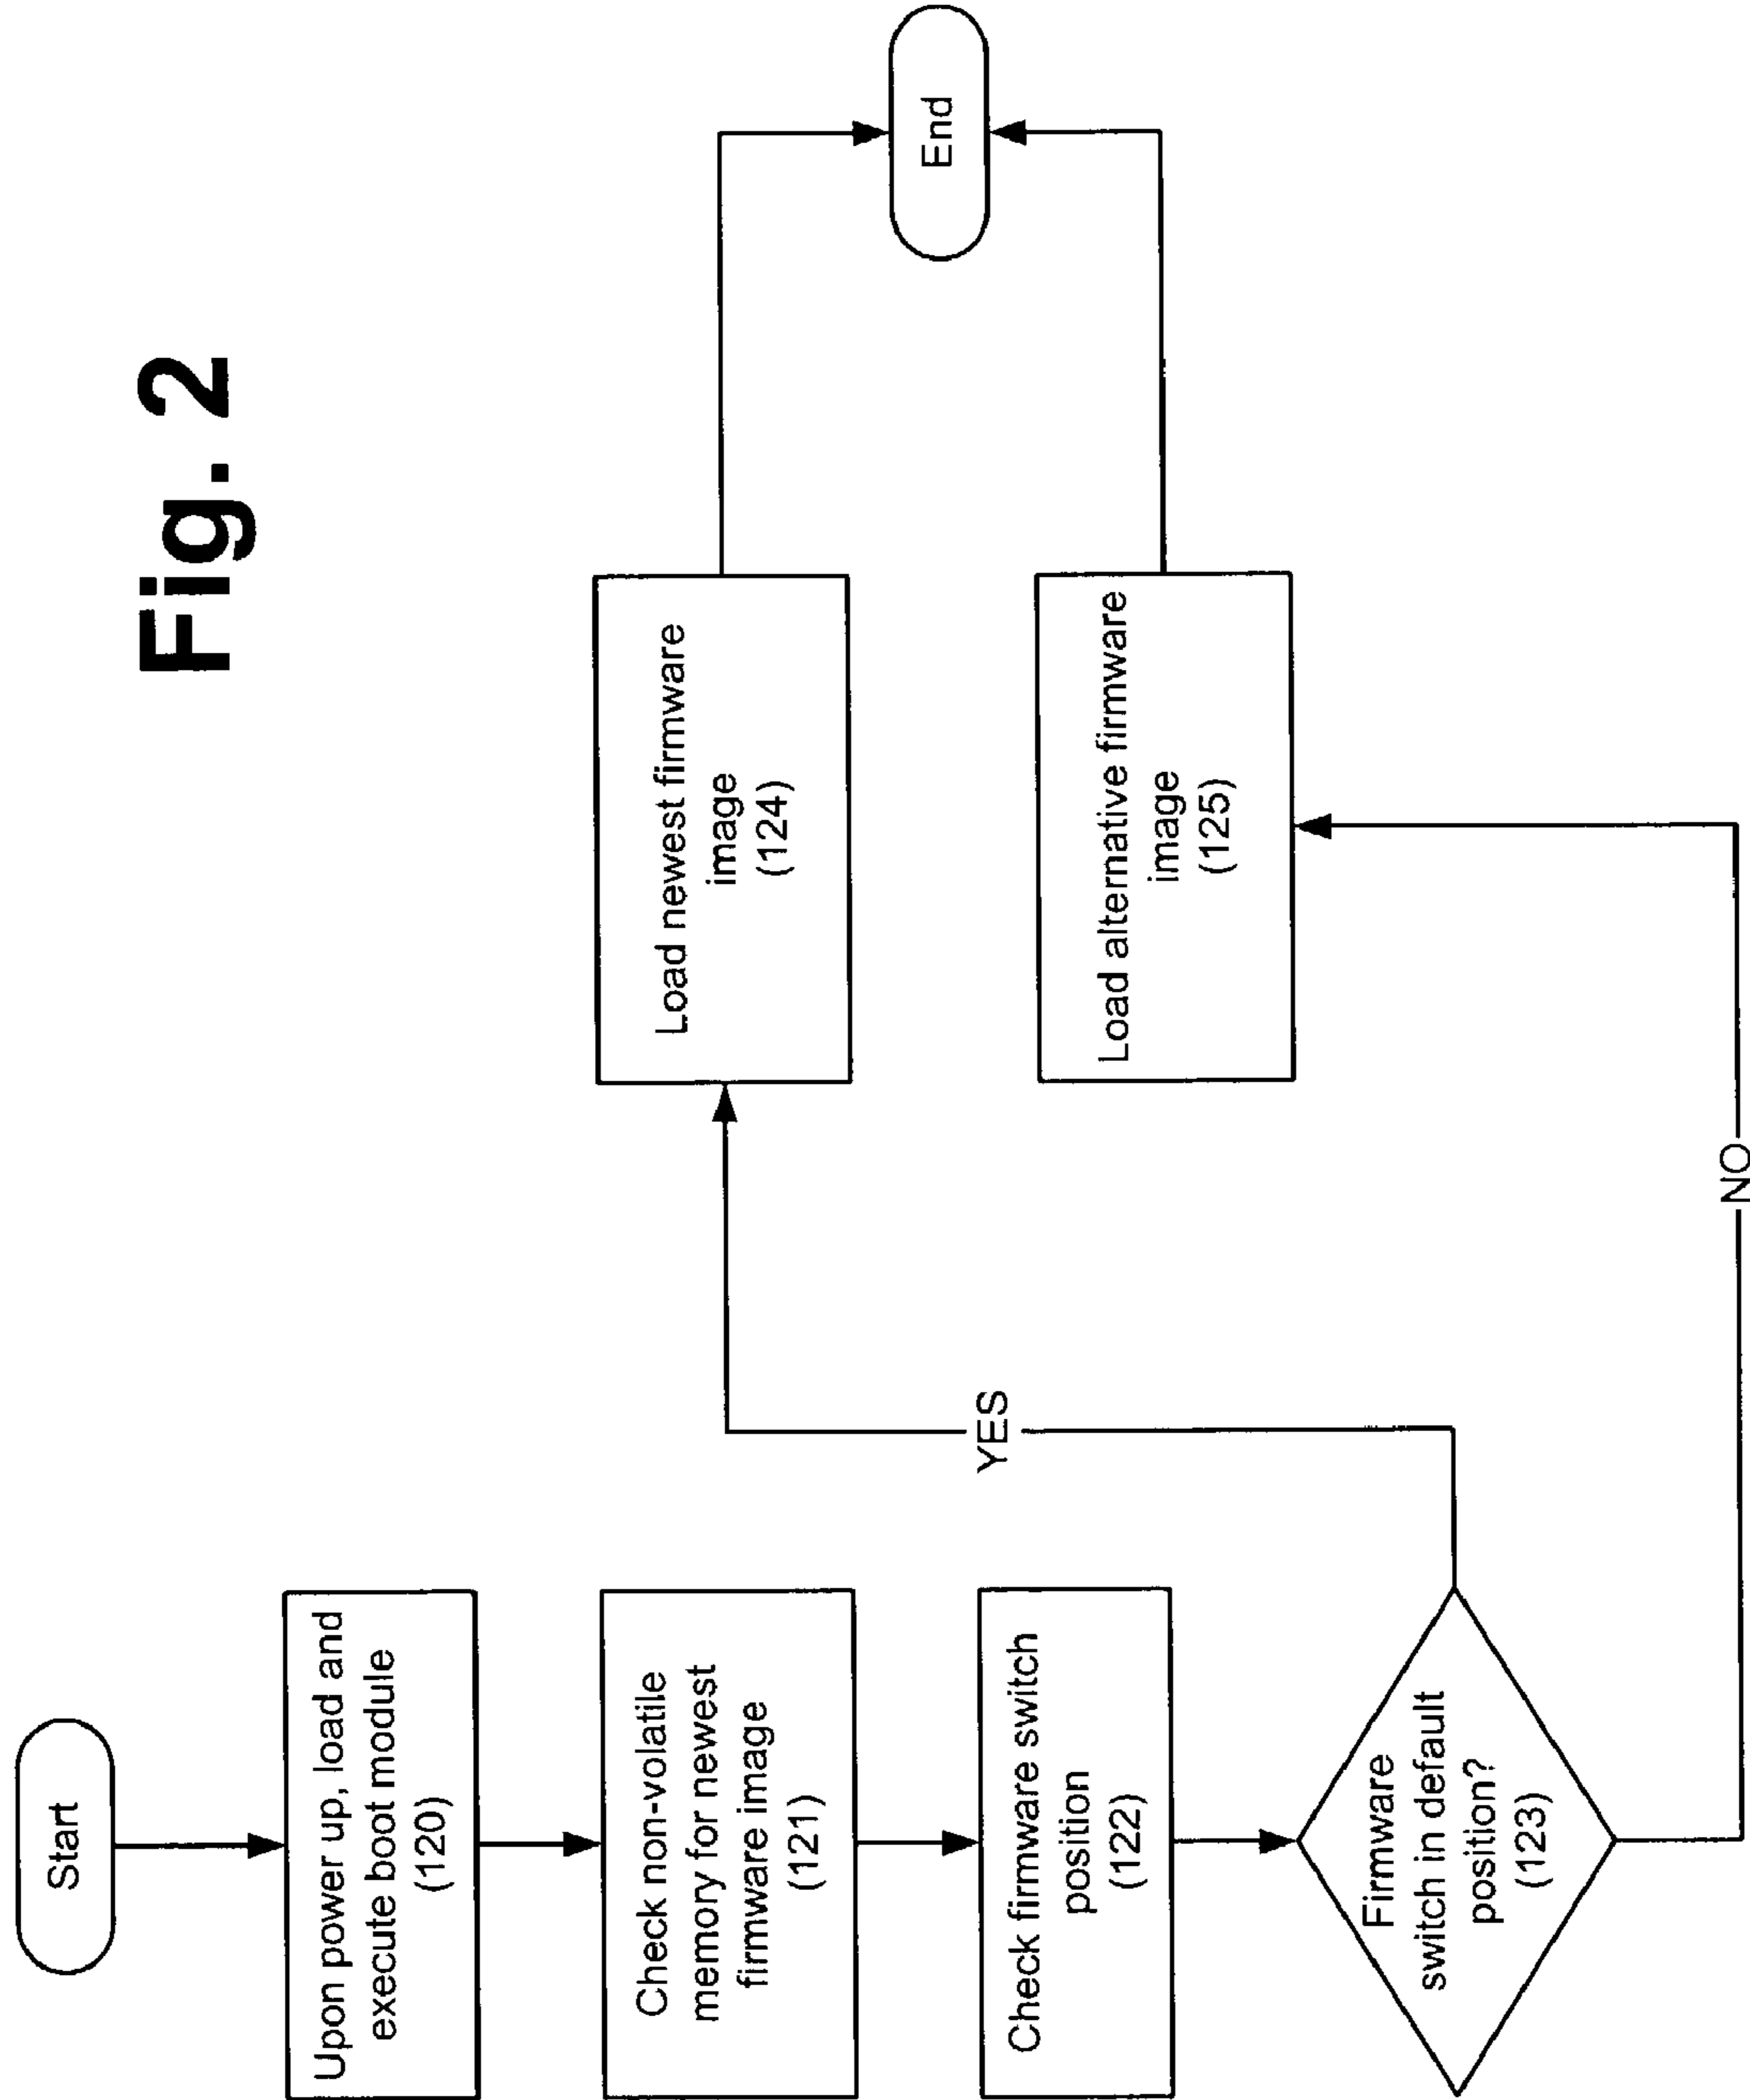 Fig. 2
Start
Upon power up, load and
execute boot module
(120)
Check non-volatile
memory for newest
firmware image
(121)
Check firmware switch
position
(122)
Firmware
switch in default
position?
(123)
YES
NO
Load newest firmware
image
(124)
Load alternative firmware
image
(125)
End